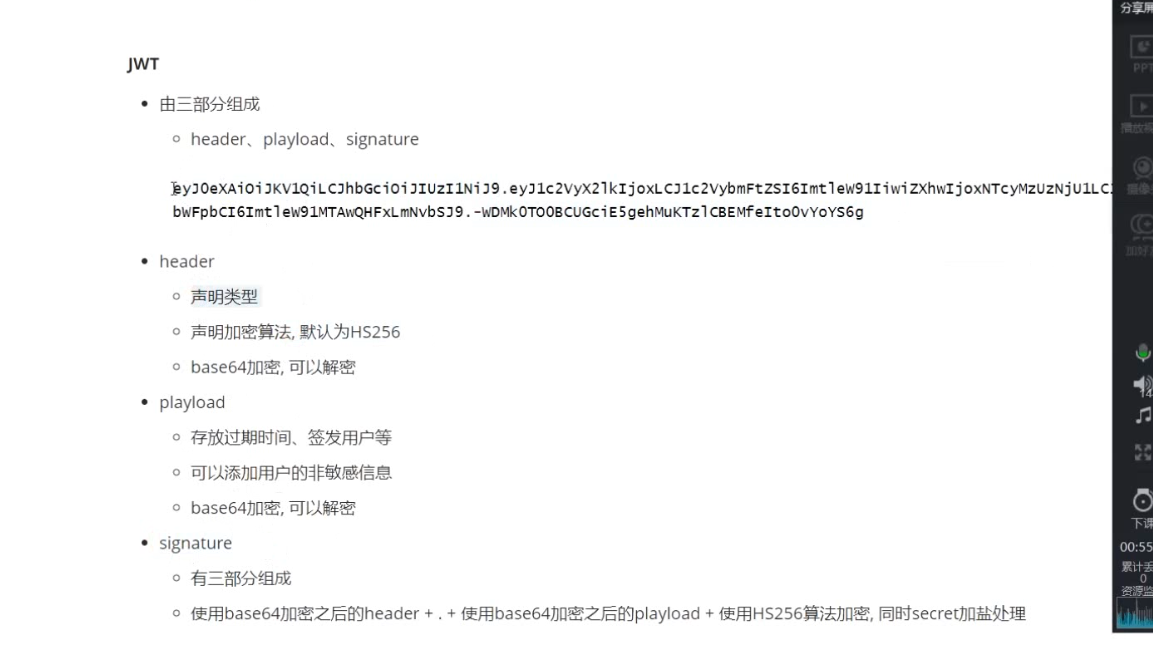 分享屏
JWT
由三部分组成
header、playload、signature
eyJ0eXAiOiJKV1QiLCJhbGciOiJIUzI1NiJ9.eyJ1c2VyX2lkIjoxLCJ1c2VybmFtZSI6ImtleW91IiwiZXhwIjoxNTcyMzUzNjU1LCJ
bWFpbCI6ImtleW91MTAwQHFxLmNvbSJ9.-WDMkOTO0BCUGciE5gehMuKTzlCBEMfeIto0vYoYS6g
header
声明类型
声明加密算法, 默认为HS256
base64加密, 可以解密
playload
存放过期时间、签发用户等
可以添加用户的非敏感信息
base64加密, 可以解密
signature
有三部分组成
使用base64加密之后的header + . + 使用base64加密之后的playload + 使用HS256算法加密, 同时secret加盐处理
PPT
播放视
摄像
加好
14
下课
00:55
累计丢
0
资源监